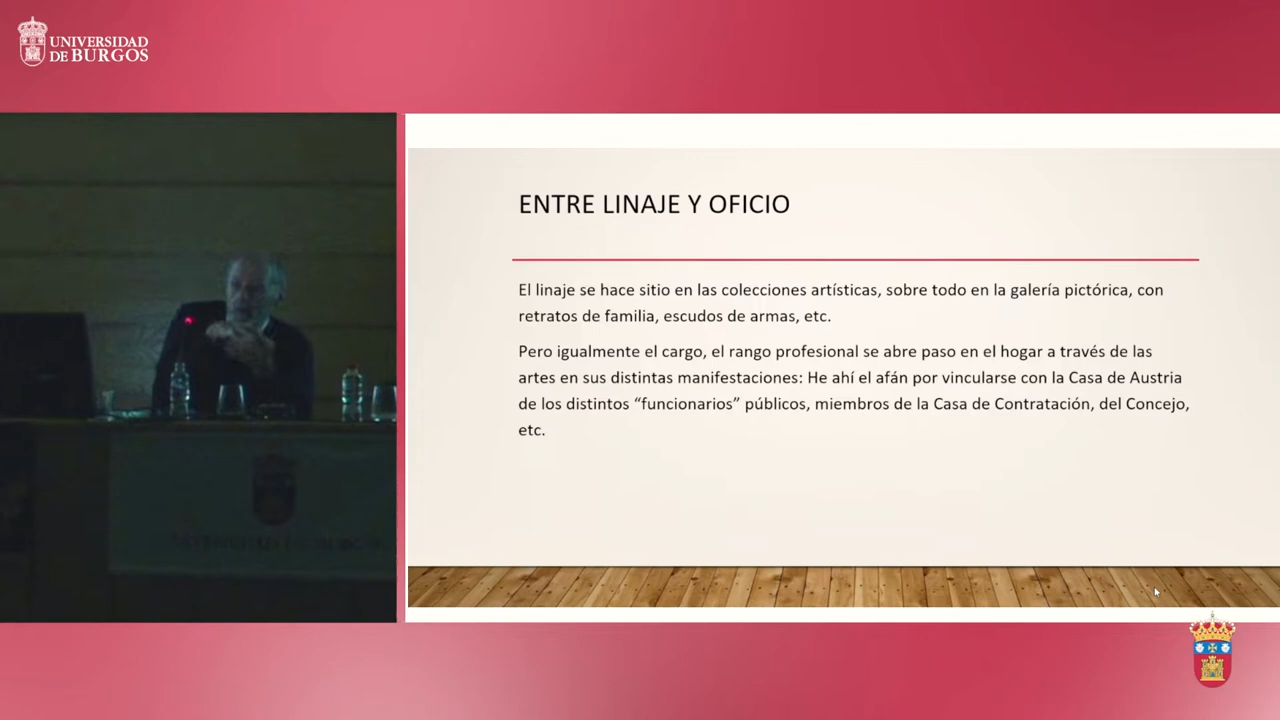 UNIVERSIDAD
DE BURGOS
ENTRE LINAJE Y OFICIO
El linaje se hace sitio en las colecciones artísticas, sobre todo en la galería pictórica, con
retratos de familia, escudos de armas, etc.
Pero igualmente el cargo, el rango profesional se abre paso en el hogar a través de las
artes en sus distintas manifestaciones: He ahí el afán por vincularse con la Casa de Austria
de los distintos “funcionarios” públicos, miembros de la Casa de Contratación, del Concejo,
etc.